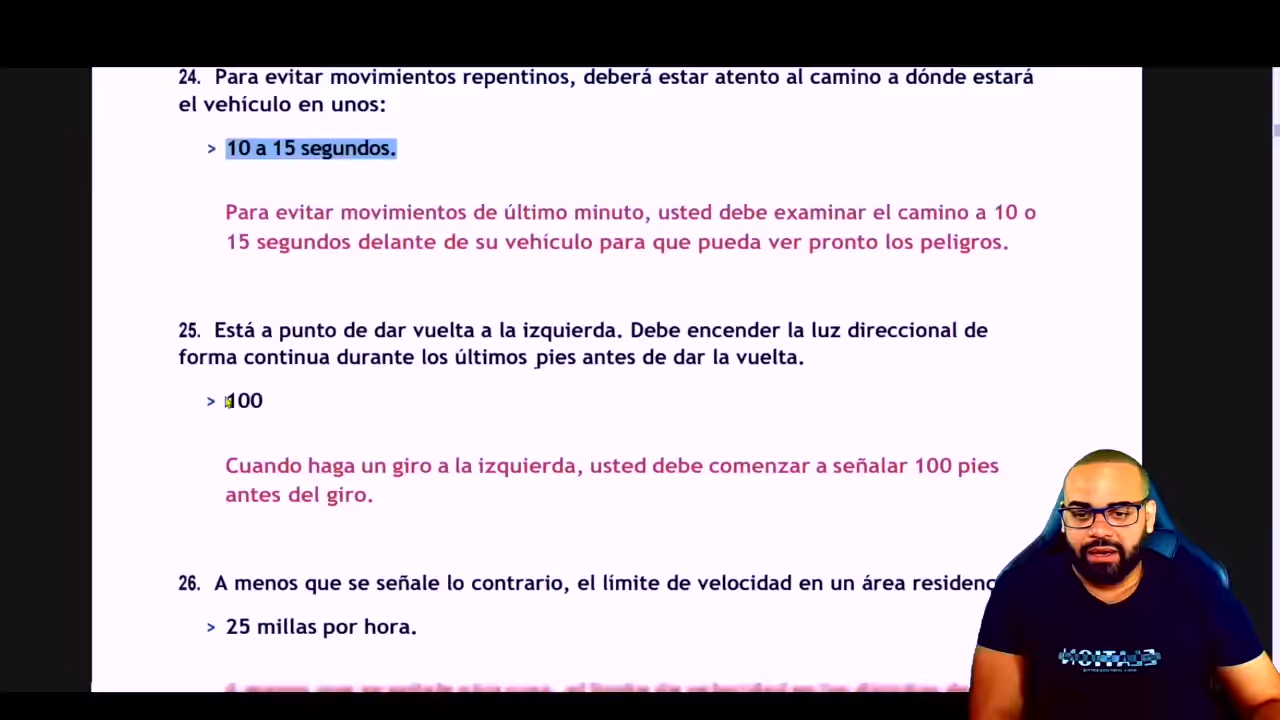 24. Para evitar movimientos repentinos, deberá estar atento al camino a dónde estará
el vehículo en unos:
> 10 a 15 segundos.
Para evitar movimientos de último minuto, usted debe examinar el camino a 10 o
15 segundos delante de su vehículo para que pueda ver pronto los peligros.
25. Está a punto de dar vuelta a la izquierda. Debe encender la luz direccional de
forma continua durante los últimos pies antes de dar la vuelta.
> 100
Cuando haga un giro a la izquierda, usted debe comenzar a señalar 100 pies
antes del giro.
26. A menos que se señale lo contrario, el límite de velocidad en un área residenc
> 25 millas por hora.